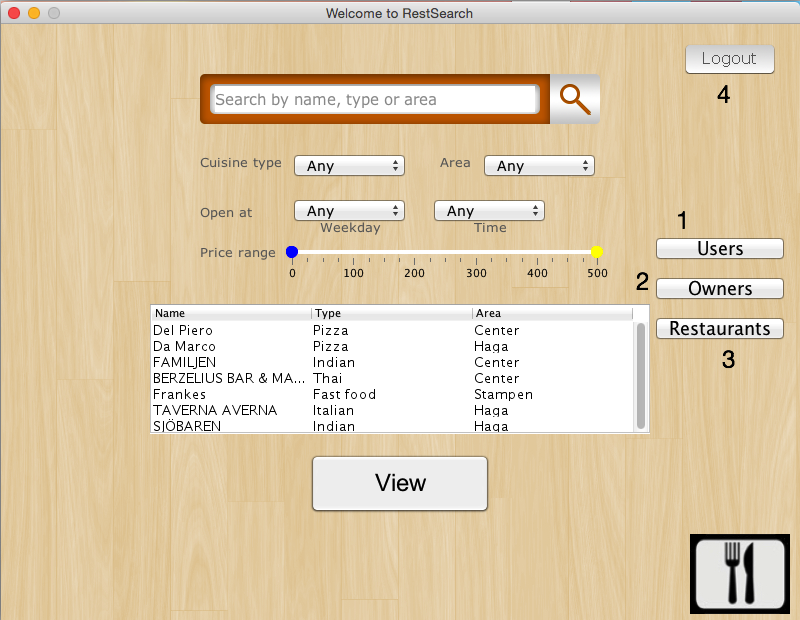 Welcome to RestSearch
Logout
4
Search by name, type or area
Cuisine type Any Area Any
Open at Any Any
Weekday Time
1
Users
Price range
0 100 200 300 400 500
2 Owners
Name Type Area
Restaurants
3
Del Piero Pizza Center
Da Marco Pizza Haga
FAMILJEN Indian Center
BERZELIUS BAR & MA... Thai Center
Frankes Fast food Stampen
TAVERNA AVERNA Italian Haga
SJÖBAREN Indian Haga
View